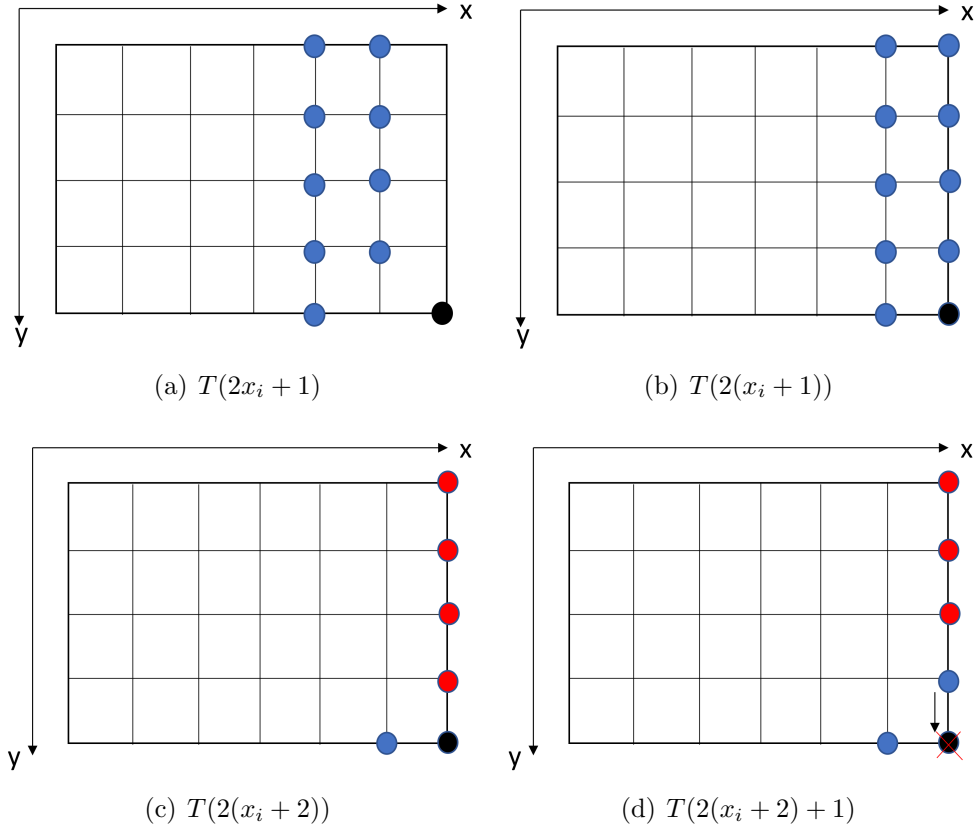 x x
y y
(a) T(2x_i + 1) (b) T(2(x_i + 1))
x x
y y
(c) T(2(x_i + 2)) (d) T(2(x_i + 2) + 1)